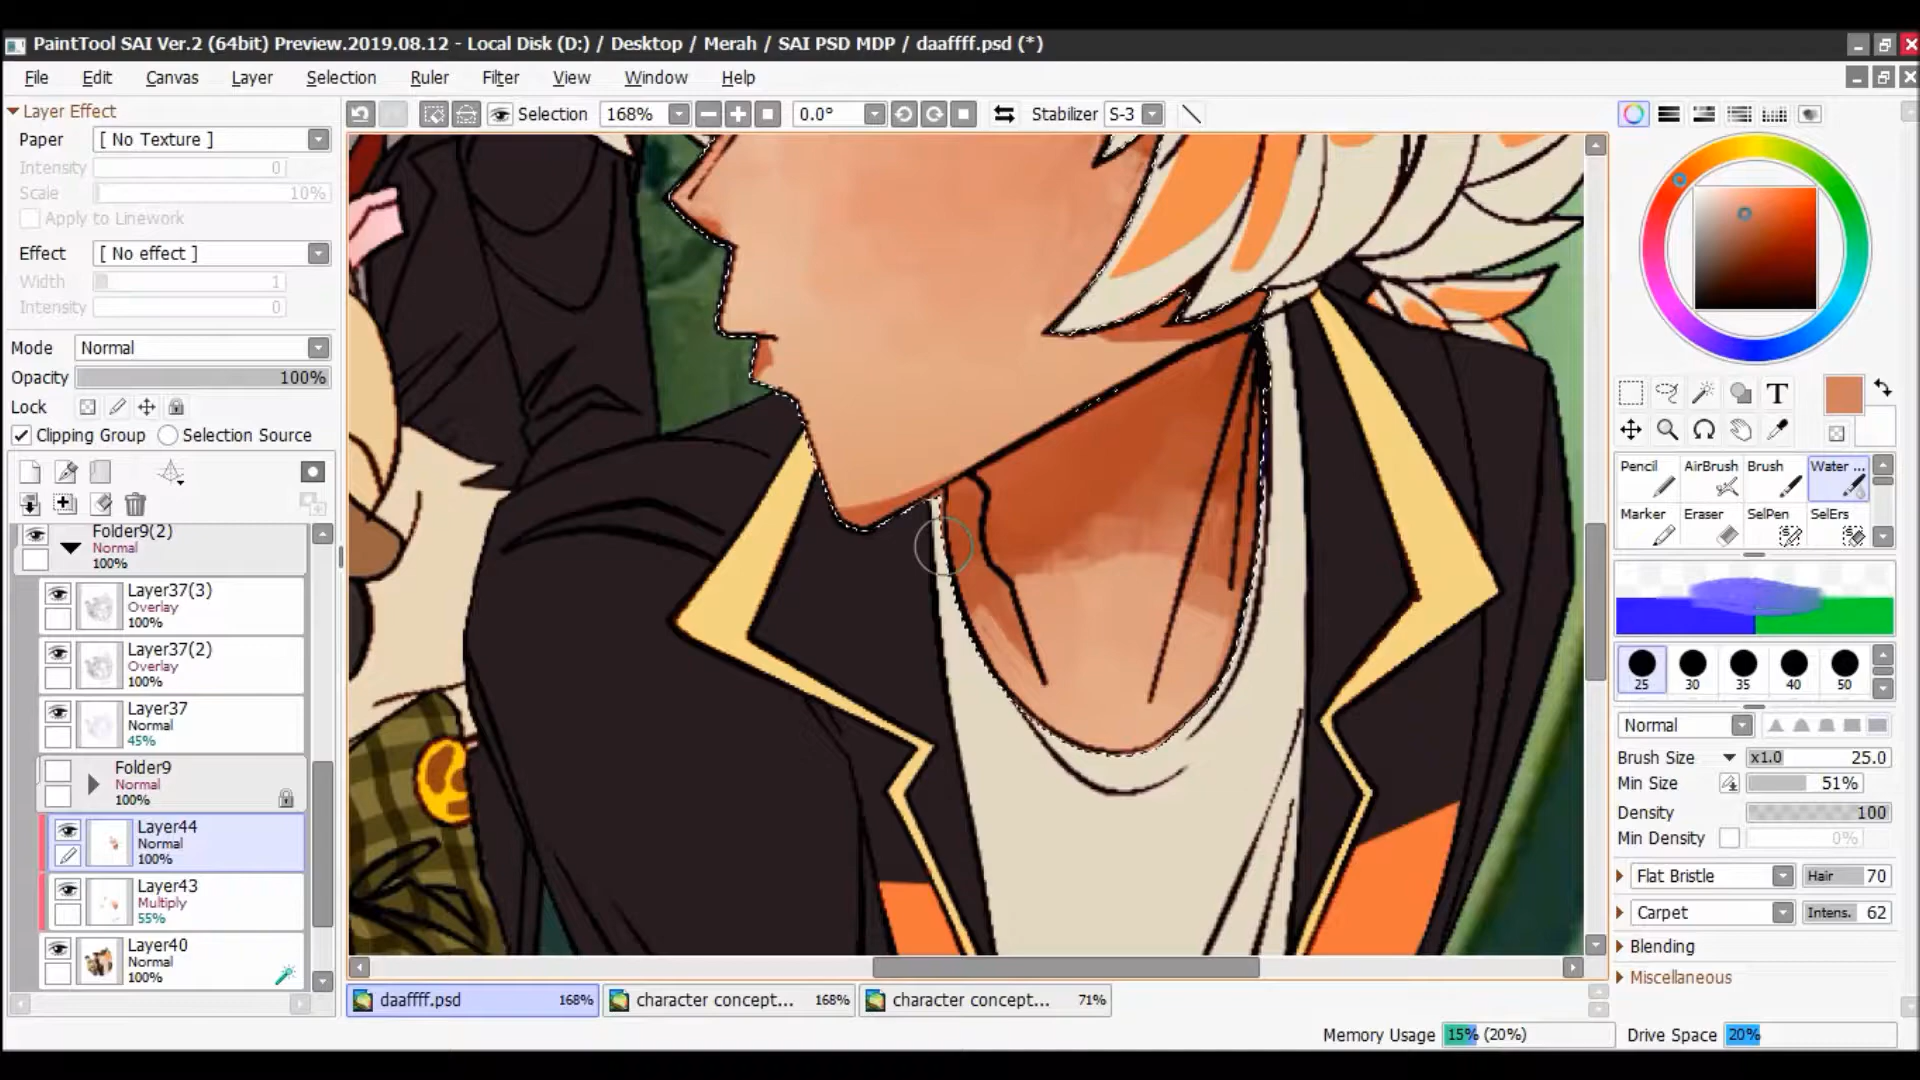 PaintTool SAI Ver.2 (64bit) Preview.2019.08.12 - Local Disk (D:) / Desktop / Merah / SAI PSD MDP / daaffff.psd (*)
File Edit Canvas Layer Selection Ruler Filter View Window Help
Layer Effect
Paper [ No Texture ]
Intensity 0
Scale 10%
Apply to Linework
Effect [ No effect ]
Width 1
Intensity 0
Mode Normal
Opacity 100%
Lock
Clipping Group Selection Source
Folder9(2)
Normal
100%
Layer37(3)
Overlay
100%
Layer37(2)
Overlay
100%
Layer37
Normal
45%
Folder9
Normal
100%
Layer44
Normal
100%
Layer43
Multiply
55%
Layer40
Normal
100%
Selection 168% 0.0° Stabilizer S-3
T
Pencil AirBrush Brush Water ...
Marker Eraser SelPen SelErs
25 30 35 40 50
Normal
Brush Size x1.0 25.0
Min Size 51%
Density 100
Min Density 0%
Flat Bristle Hair 70
Carpet Intens. 62
Blending
Miscellaneous
daaffff.psd 168% character concept... 168% character concept... 71%
Memory Usage 15% (20%) Drive Space 20%